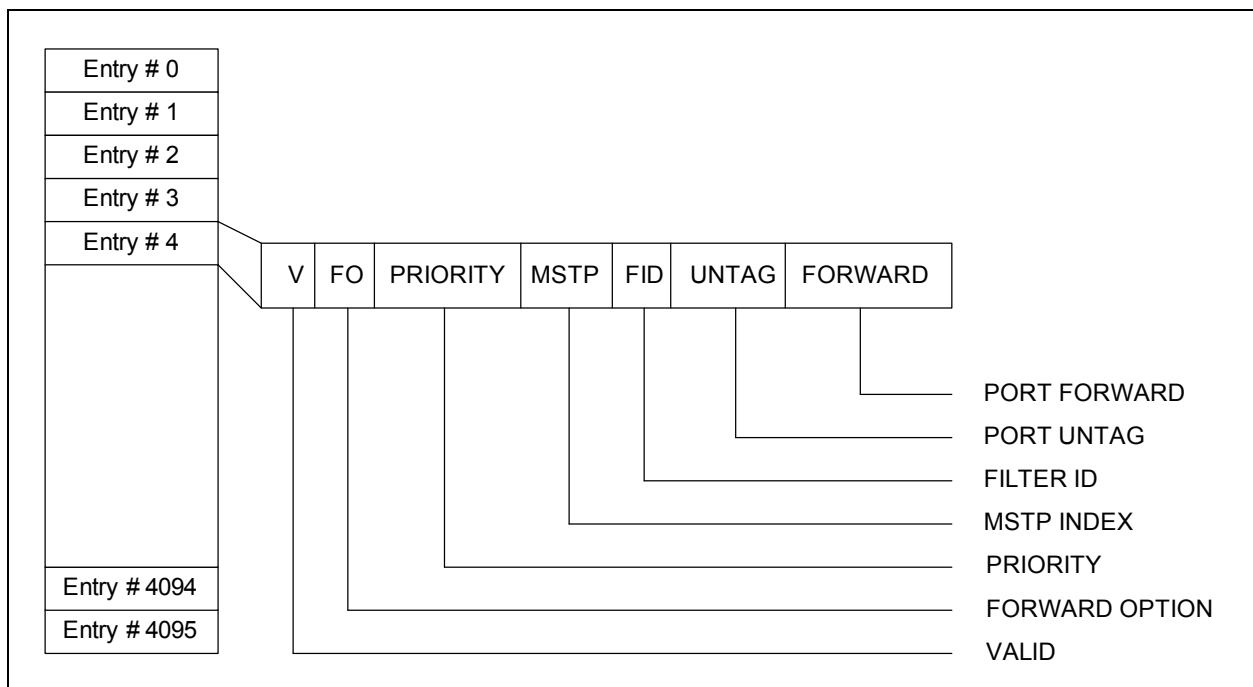 Entry # 0
Entry # 1
Entry # 2
Entry # 3
Entry # 4
V FO PRIORITY MSTP FID UNTAG FORWARD
PORT FORWARD
PORT UNTAG
FILTER ID
MSTP INDEX
PRIORITY
FORWARD OPTION
VALID
Entry # 4094
Entry # 4095